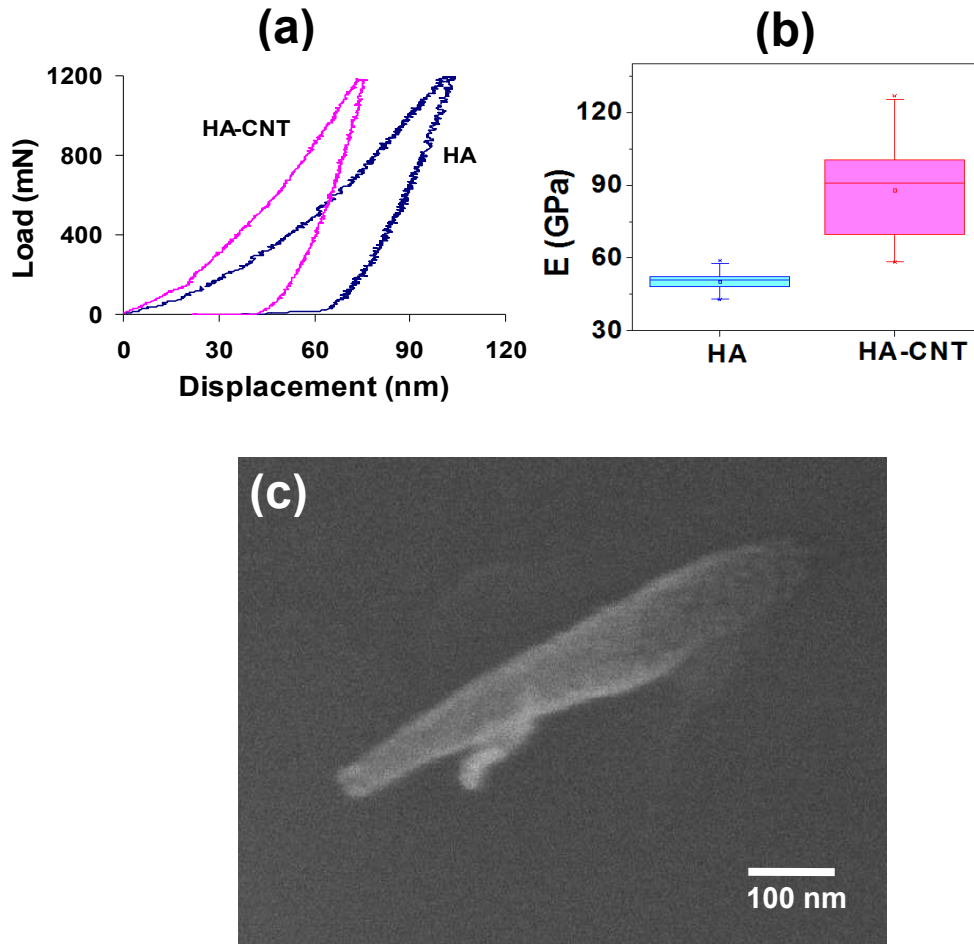 (a)
1200
800
400
0
Load (mN)
HA-CNT
HA
0 30 60 90 120
Displacement (nm)
(b)
120
90
60
30
E (GPa)
HA HA-CNT
(c)
100 nm